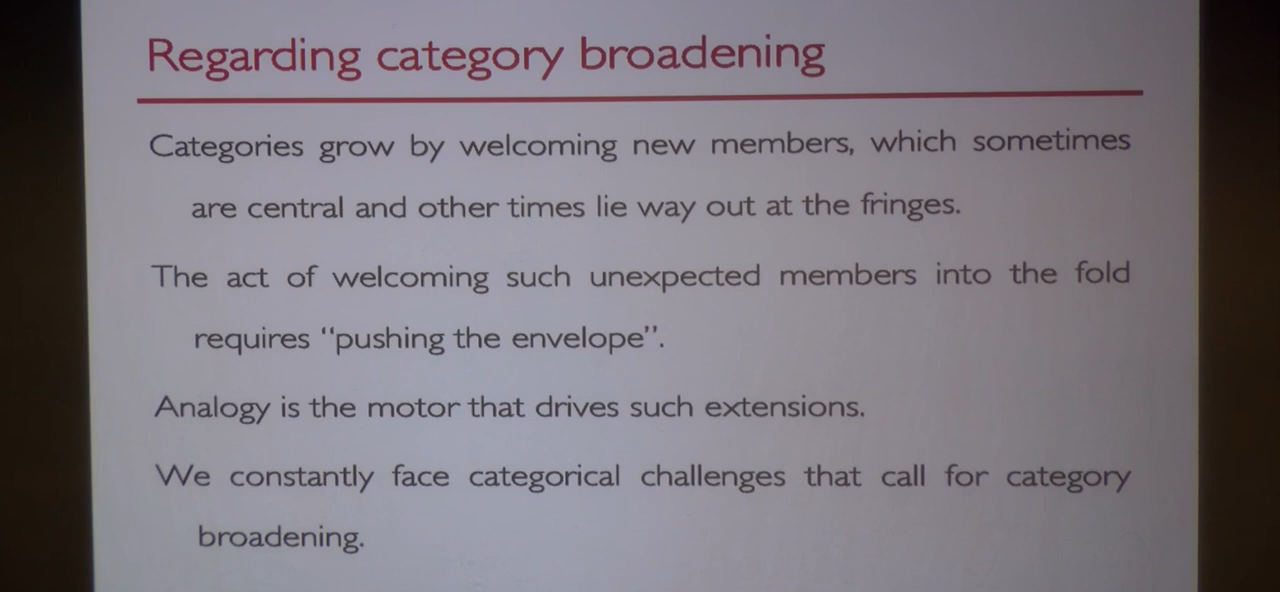 Regarding category broadening
Categories grow by welcoming new members, which sometimes
are central and other times lie way out at the fringes.
The act of welcoming such unexpected members into the fold
requires “pushing the envelope”.
Analogy is the motor that drives such extensions.
We constantly face categorical challenges that call for category
broadening.